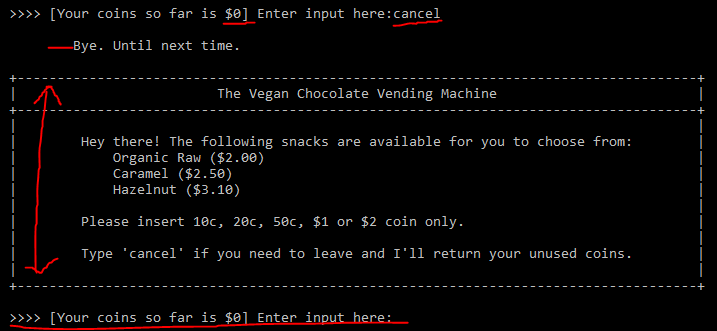 >>>> [Your coins so far is $0] Enter input here:cancel
Bye. Until next time.
The Vegan Chocolate Vending Machine
Hey there! The following snacks are available for you to choose from:
Organic Raw ($2.00)
Caramel ($2.50)
Hazelnut ($3.10)
Please insert 10c, 20c, 50c, $1 or $2 coin only.
Type 'cancel' if you need to leave and I'll return your unused coins.
>>>> [Your coins so far is $0] Enter input here: